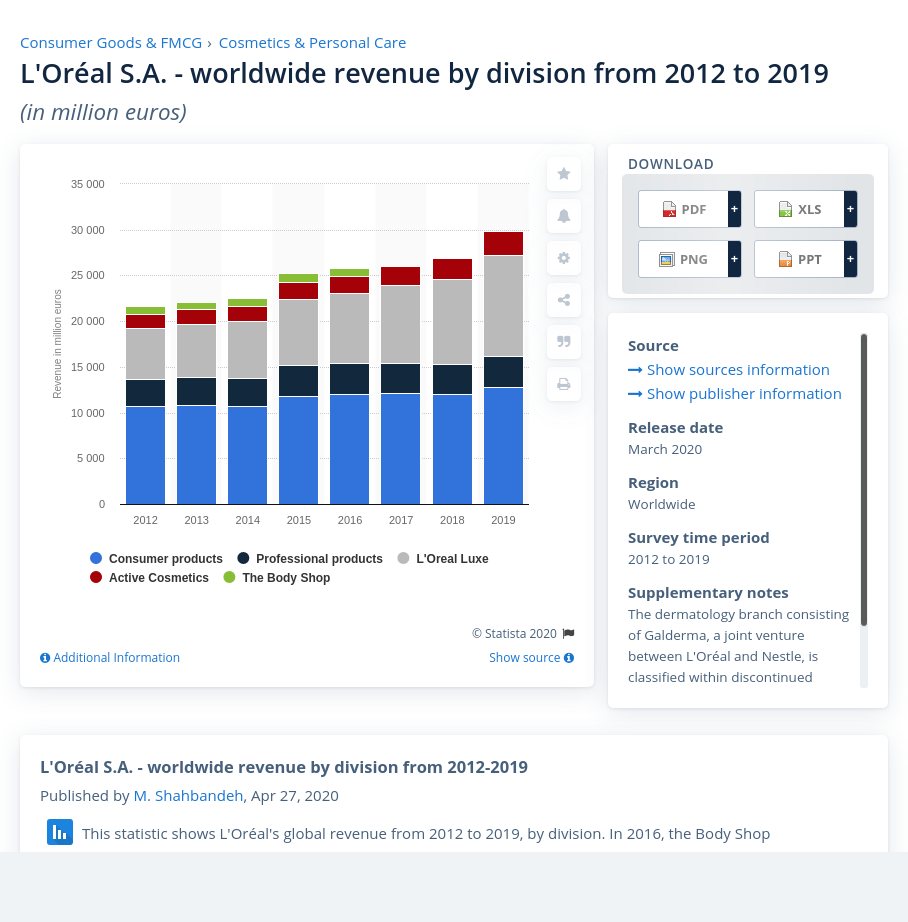 Consumer Goods & FMCG › Cosmetics & Personal Care
L'Oréal S.A. - worldwide revenue by division from 2012 to 2019
(in million euros)
35 000
30 000
25 000
20 000
15 000
10 000
5 000
0
Revenue in million euros
2012 2013 2014 2015 2016 2017 2018 2019
Consumer products Professional products L'Oreal Luxe
Active Cosmetics The Body Shop
© Statista 2020
Additional Information Show source
DOWNLOAD
PDF + XLS +
PNG + PPT +
Source
Show sources information
Show publisher information
Release date
March 2020
Region
Worldwide
Survey time period
2012 to 2019
Supplementary notes
The dermatology branch consisting
of Galderma, a joint venture
between L'Oréal and Nestle, is
classified within discontinued
L'Oréal S.A. - worldwide revenue by division from 2012-2019
Published by M. Shahbandeh, Apr 27, 2020
This statistic shows L'Oréal's global revenue from 2012 to 2019, by division. In 2016, the Body Shop